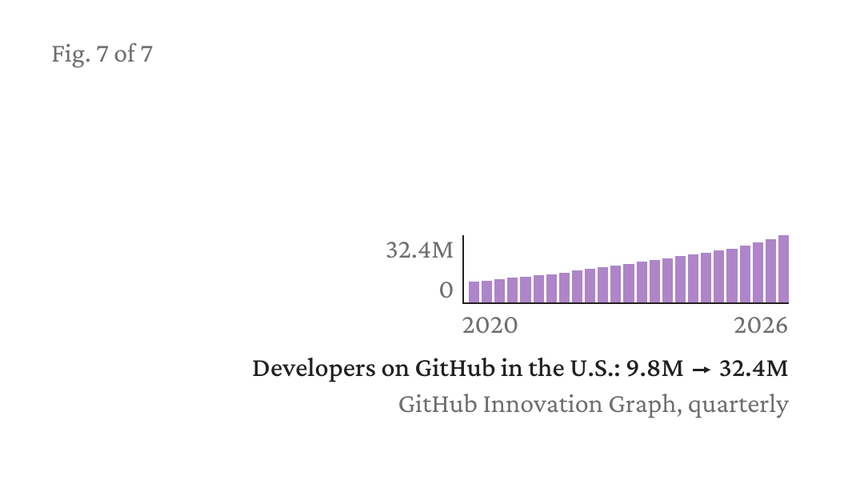 Fig. 7 of 7
32.4M
0
2020 2026
Developers on GitHub in the U.S.: 9.8M → 32.4M
GitHub Innovation Graph, quarterly